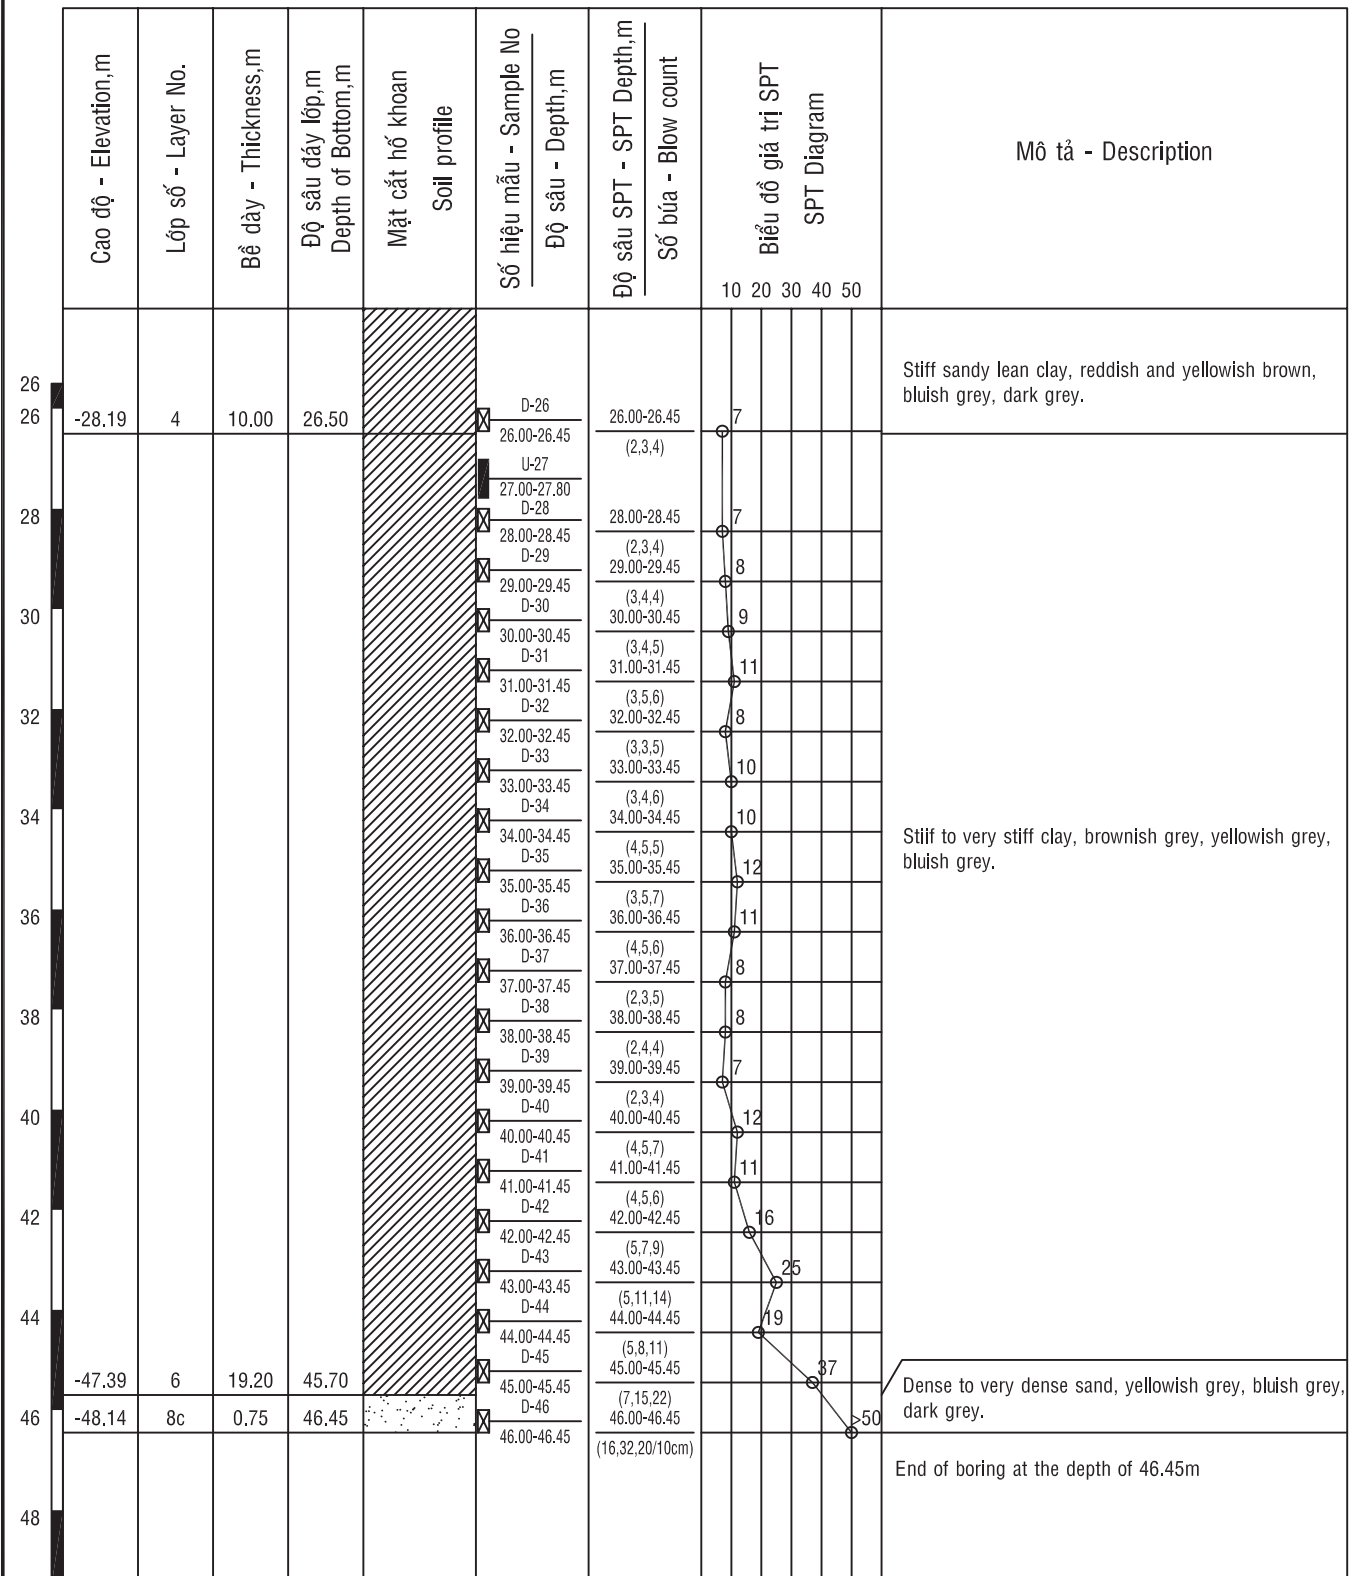 Cao độ - Elevation,m
Lớp số - Layer No.
Bề dày - Thickness,m
Độ sâu đáy lớp,m
Depth of Bottom,m
Mặt cắt hố khoan
Soil profile
Số hiệu mẫu - Sample No
Độ sâu - Depth,m
Độ sâu SPT - SPT Depth,m
Số búa - Blow count
Biểu đồ giá trị SPT
SPT Diagram
10 20 30 40 50
Mô tả - Description
Stiff sandy lean clay, reddish and yellowish brown,
bluish grey, dark grey.
26
26
-28.19 4 10.00 26.50
D-26
26.00-26.45
26.00-26.45
(2,3,4)
7
U-27
27.00-27.80
28
D-28
28.00-28.45
28.00-28.45
(2,3,4)
7
D-29
29.00-29.45
29.00-29.45
(3,4,4)
8
30
D-30
30.00-30.45
30.00-30.45
(3,4,5)
9
D-31
31.00-31.45
31.00-31.45
(3,5,6)
11
32
D-32
32.00-32.45
32.00-32.45
(3,3,5)
8
D-33
33.00-33.45
33.00-33.45
(3,4,6)
10
34
D-34
34.00-34.45
34.00-34.45
(4,5,5)
10
Stiif to very stiff clay, brownish grey, yellowish grey,
bluish grey.
D-35
35.00-35.45
35.00-35.45
(3,5,7)
12
36
D-36
36.00-36.45
36.00-36.45
(4,5,6)
11
D-37
37.00-37.45
37.00-37.45
(2,3,5)
8
38
D-38
38.00-38.45
38.00-38.45
(2,4,4)
8
D-39
39.00-39.45
39.00-39.45
(2,3,4)
7
40
D-40
40.00-40.45
40.00-40.45
(4,5,7)
12
D-41
41.00-41.45
41.00-41.45
(4,5,6)
11
42
D-42
42.00-42.45
42.00-42.45
(5,7,9)
16
D-43
43.00-43.45
43.00-43.45
(5,11,14)
25
44
D-44
44.00-44.45
44.00-44.45
(5,8,11)
19
-47.39 6 19.20 45.70
D-45
45.00-45.45
45.00-45.45
(7,15,22)
37
Dense to very dense sand, yellowish grey, bluish grey,
dark grey.
46
-48.14 8c 0.75 46.45
D-46
46.00-46.45
46.00-46.45
(16,32,20/10cm)
>50
End of boring at the depth of 46.45m
48